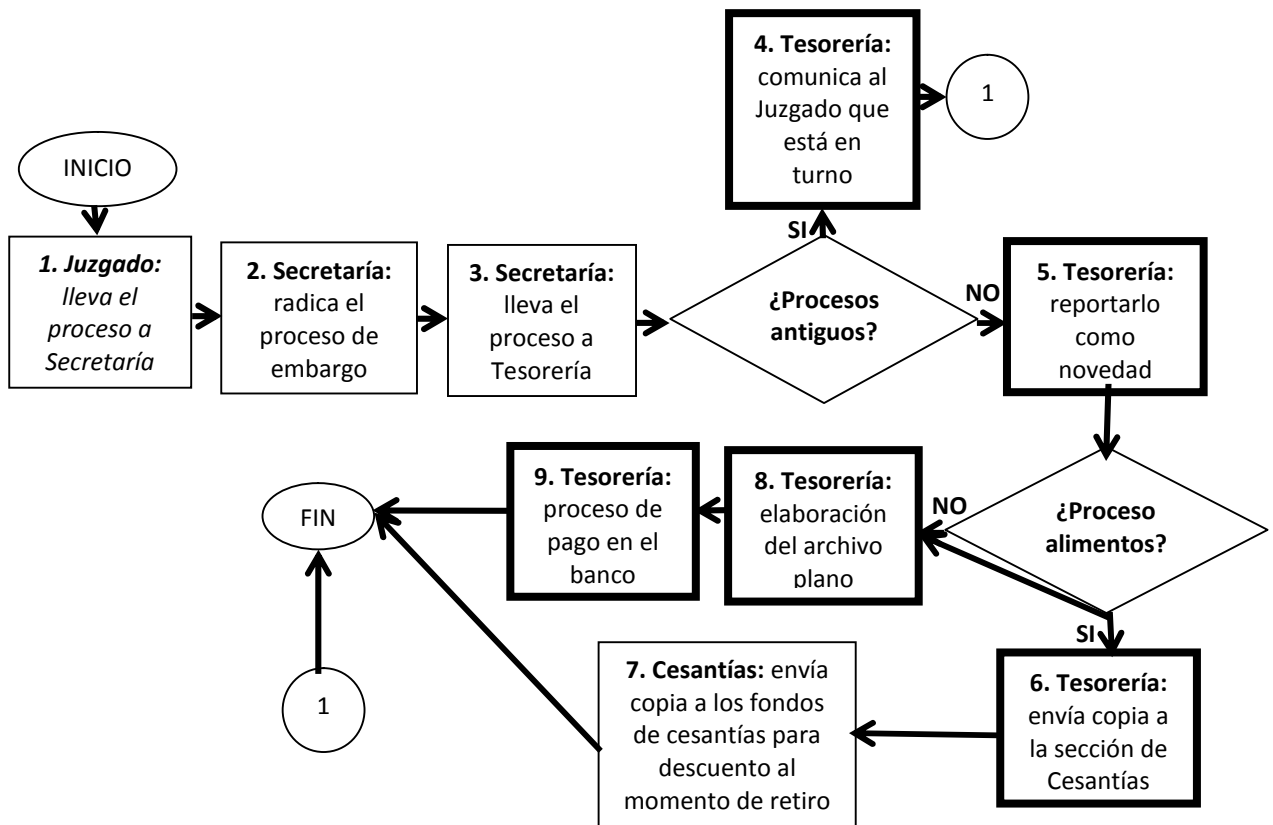 4. Tesorería:
comunica al
Juzgado que
está en
turno
1
INICIO
SI
1. Juzgado:
lleva el
proceso a
Secretaría
2. Secretaría:
radica el
proceso de
embargo
3. Secretaría:
lleva el
proceso a
Tesorería
¿Procesos
antiguos?
NO
5. Tesorería:
reportarlo
como
novedad
¿Proceso
alimentos?
NO
8. Tesorería:
elaboración
del archivo
plano
9. Tesorería:
proceso de
pago en el
banco
FIN
SI
6. Tesorería:
envía copia a
la sección de
Cesantías
7. Cesantías: envía
copia a los fondos
de cesantías para
descuento al
momento de retiro
1